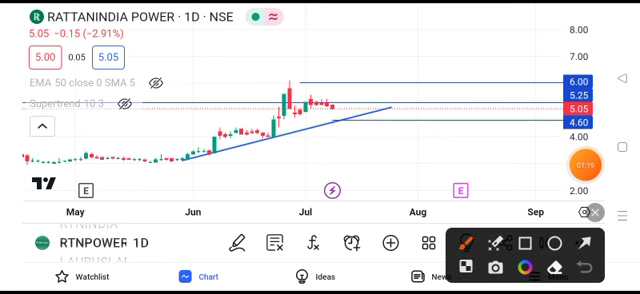 R RATTANINDIA POWER · 1D · NSE
5.05 −0.15 (−2.91%)
5.00 0.05 5.05
EMA 50 close 0 SMA 5
Supertrend 10 3
8.00
7.00
6.00
5.25
5.05
4.60
4.00
2.00
01:19
E
E
May Jun Jul Aug Sep
RTNPOWER 1D
Watchlist Chart Ideas News